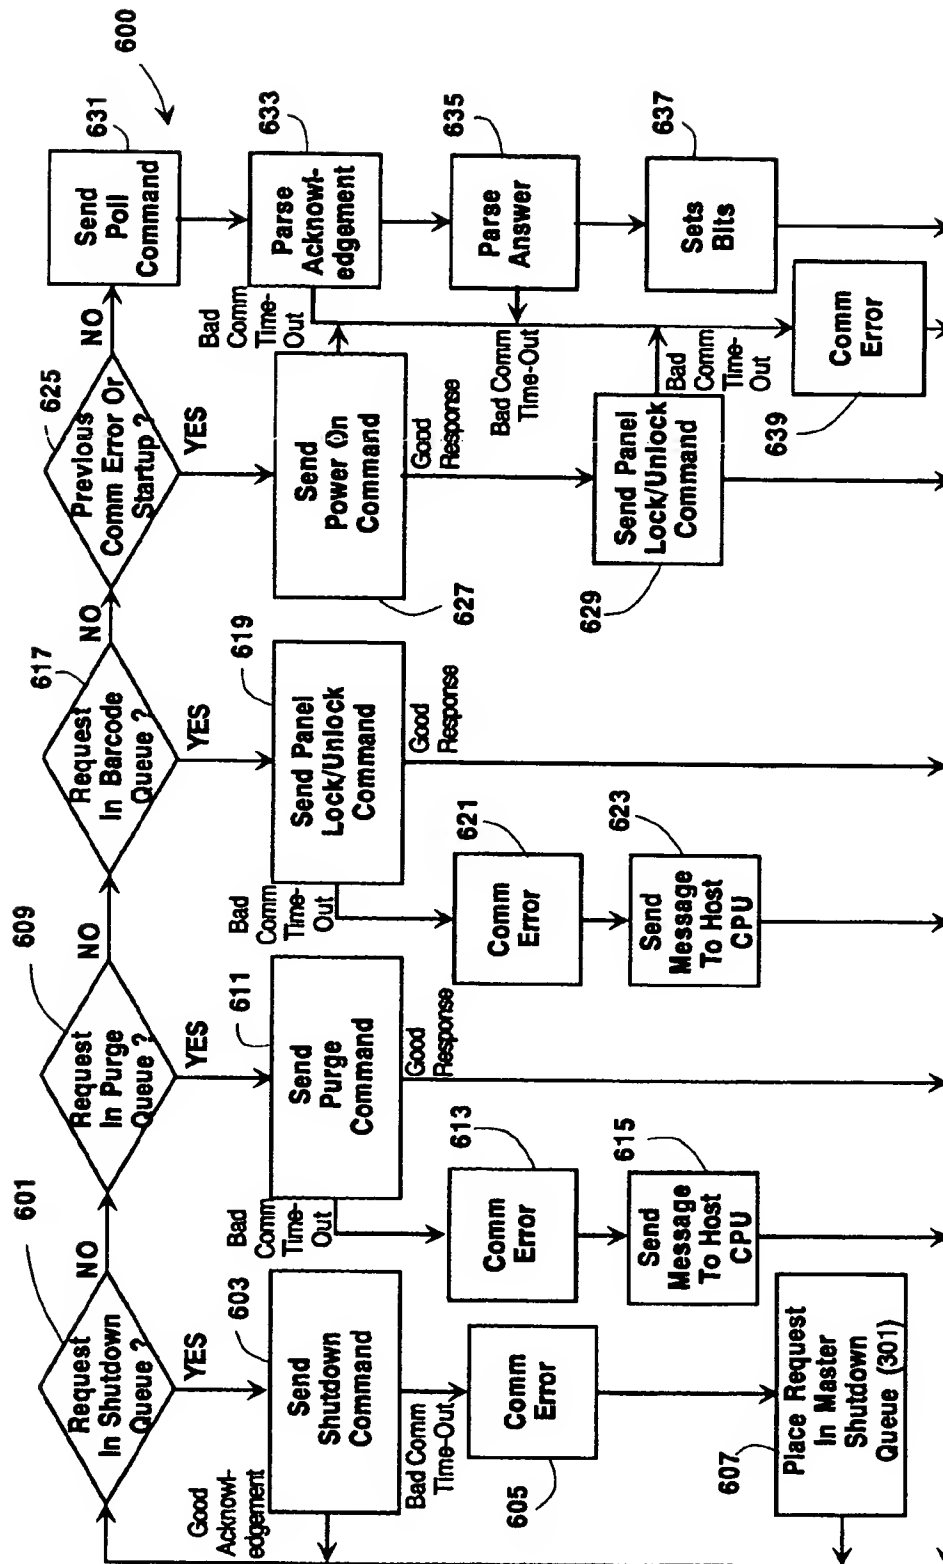 600
601
Request
In Shutdown
Queue ?
NO
YES
603
Send
Shutdown
Command
Good
Acknowl-
edgement
Bad Comm
Time-Out
605
Comm
Error
607
Place Request
In Master
Shutdown
Queue (301)
609
Request
In Purge
Queue ?
NO
YES
611
Send
Purge
Command
Bad
Comm
Time-
Out
Good
Response
613
Comm
Error
615
Send
Message
To Host
CPU
617
Request
In Barcode
Queue ?
NO
YES
619
Send Panel
Lock/Unlock
Command
Bad
Comm
Time-
Out
Good
Response
621
Comm
Error
623
Send
Message
To Host
CPU
625
Previous
Comm Error Or
Startup ?
NO
YES
627
Send
Power On
Command
Good
Response
629
Send Panel
Lock/Unlock
Command
Bad
Comm
Time-
Out
631
Send
Poll
Command
633
Parse
Acknowl-
edgement
Bad
Comm
Time-
Out
635
Parse
Answer
Bad Comm
Time-Out
637
Sets
Bits
639
Comm
Error